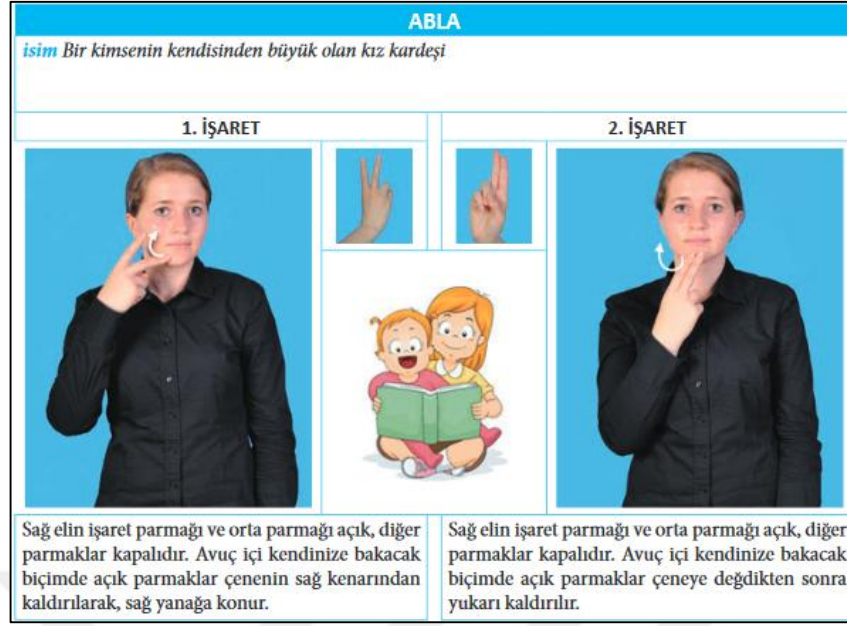 ABLA
isim Bir kimsenin kendisinden büyük olan kız kardeşi
1. İŞARET
2. İŞARET
Sağ elin işaret parmağı ve orta parmağı açık, diğer
parmaklar kapalıdır. Avuç içi kendinize bakacak
biçimde açık parmaklar çenenin sağ kenarından
kaldırılarak, sağ yanağa konur.
Sağ elin işaret parmağı ve orta parmağı açık, diğer
parmaklar kapalıdır. Avuç içi kendinize bakacak
biçimde açık parmaklar çeneye değdikten sonra
yukarı kaldırılır.